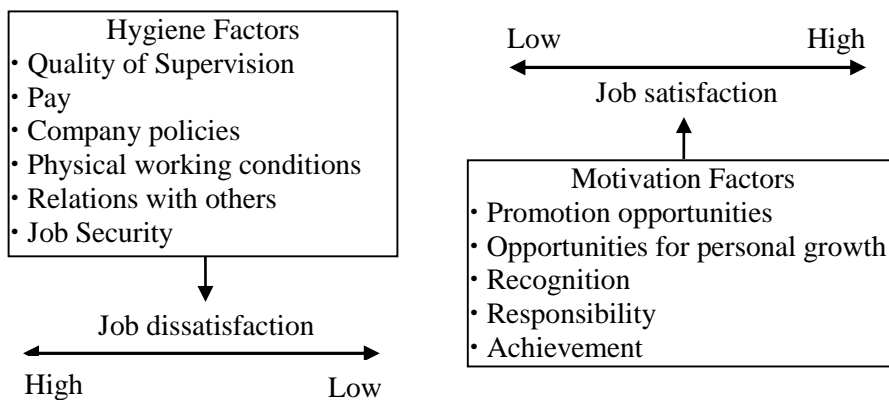 Hygiene Factors
• Quality of Supervision
• Pay
• Company policies
• Physical working conditions
• Relations with others
• Job Security
Job dissatisfaction
High Low
Low High
Job satisfaction
Motivation Factors
• Promotion opportunities
• Opportunities for personal growth
• Recognition
• Responsibility
• Achievement